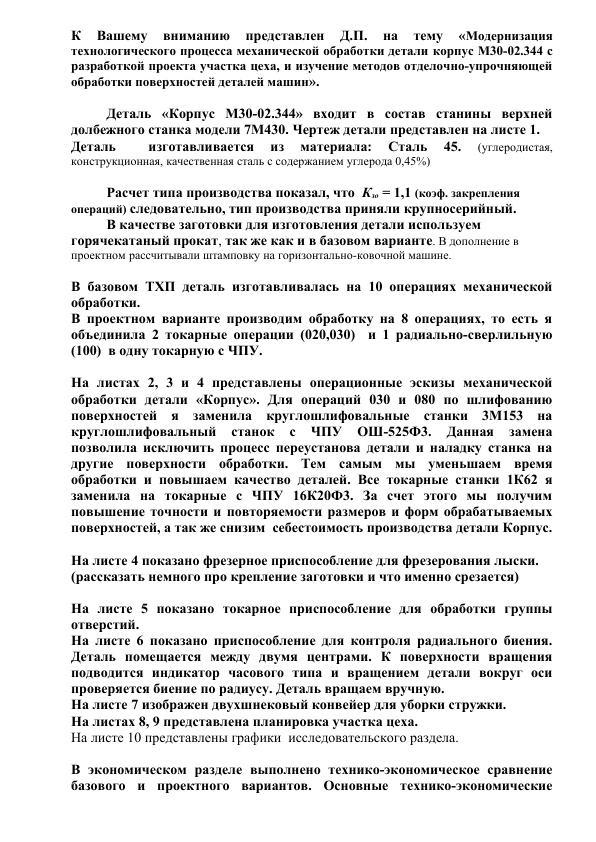 К Вашему вниманию представлен Д.П. на тему «Модернизация
технологического процесса механической обработки детали корпус М30-02.344 с
разработкой проекта участка цеха, и изучение методов отделочно-упрочняющей
обработки поверхностей деталей машин».
Деталь «Корпус М30-02.344» входит в состав станины верхней
долбежного станка модели 7М430. Чертеж детали представлен на листе 1.
Деталь изготавливается из материала: Сталь 45. (углеродистая,
конструкционная, качественная сталь с содержанием углерода 0,45%)
Расчет типа производства показал, что Кзо = 1,1 (коэф. закрепления
операций) следовательно, тип производства приняли крупносерийный.
В качестве заготовки для изготовления детали используем
горячекатаный прокат, так же как и в базовом варианте. В дополнение в
проектном рассчитывали штамповку на горизонтально-ковочной машине.
В базовом ТХП деталь изготавливалась на 10 операциях механической
обработки.
В проектном варианте производим обработку на 8 операциях, то есть я
объединила 2 токарные операции (020,030) и 1 радиально-сверлильную
(100) в одну токарную с ЧПУ.
На листах 2, 3 и 4 представлены операционные эскизы механической
обработки детали «Корпус». Для операций 030 и 080 по шлифованию
поверхностей я заменила круглошлифовальные станки 3М153 на
круглошлифовальный станок с ЧПУ ОШ-525Ф3. Данная замена
позволила исключить процесс переустанова детали и наладку станка на
другие поверхности обработки. Тем самым мы уменьшаем время
обработки и повышаем качество деталей. Все токарные станки 1К62 я
заменила на токарные с ЧПУ 16К20Ф3. За счет этого мы получим
повышение точности и повторяемости размеров и форм обрабатываемых
поверхностей, а так же снизим себестоимость производства детали Корпус.
На листе 4 показано фрезерное приспособление для фрезерования лыски.
(рассказать немного про крепление заготовки и что именно срезается)
На листе 5 показано токарное приспособление для обработки группы
отверстий.
На листе 6 показано приспособление для контроля радиального биения.
Деталь помещается между двумя центрами. К поверхности вращения
подводится индикатор часового типа и вращением детали вокруг оси
проверяется биение по радиусу. Деталь вращаем вручную.
На листе 7 изображен двухшнековый конвейер для уборки стружки.
На листах 8, 9 представлена планировка участка цеха.
На листе 10 представлены графики исследовательского раздела.
В экономическом разделе выполнено технико-экономическое сравнение
базового и проектного вариантов. Основные технико-экономические